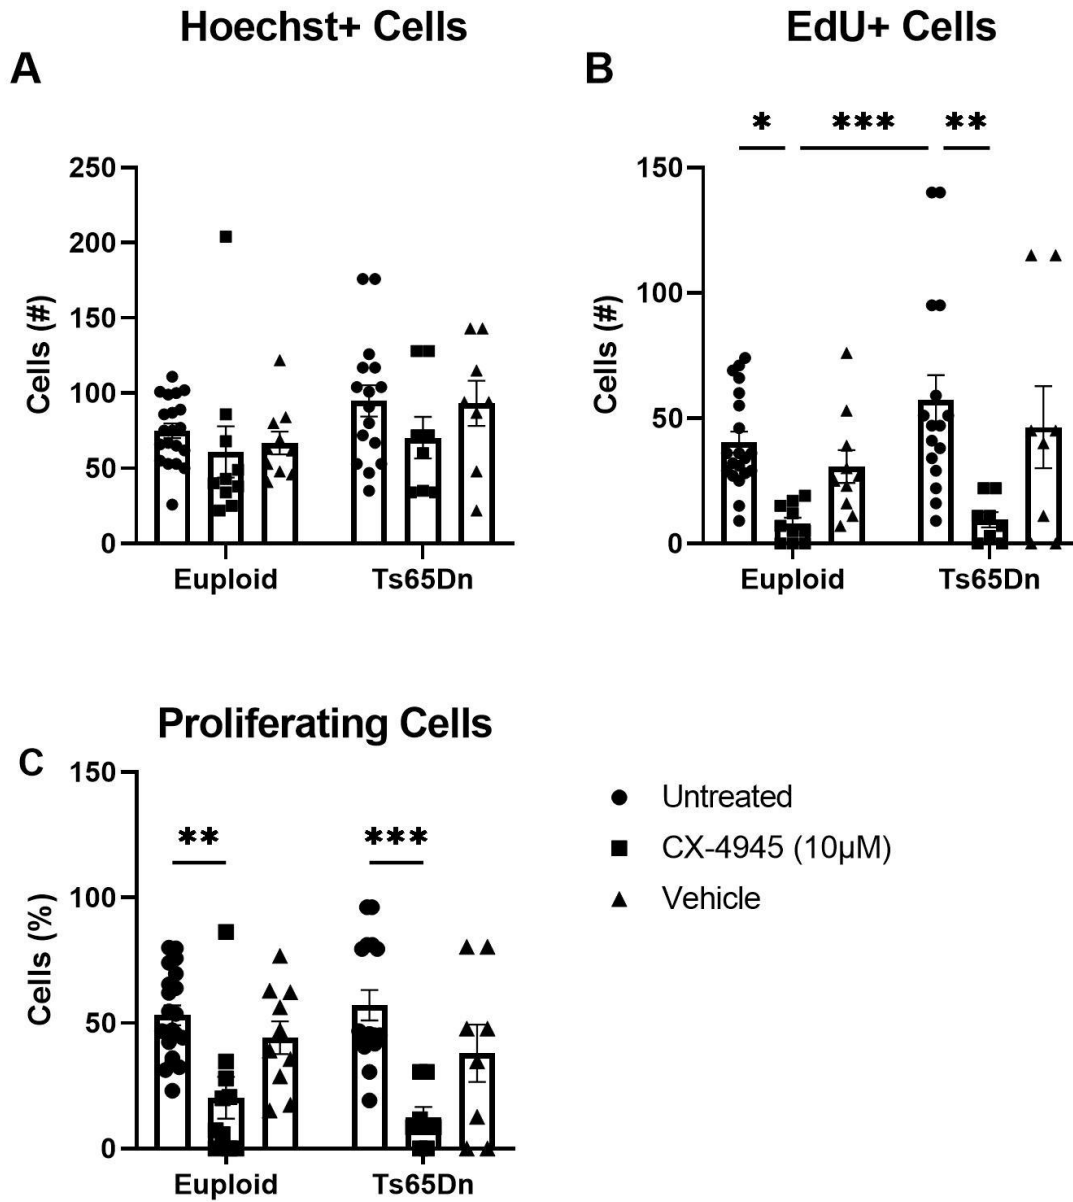 Hoechst+ Cells
A
250
200
150
100
50
0
Cells (#)
Euploid
Ts65Dn
EdU+ Cells
B
* *** **
150
100
50
0
Cells (#)
Euploid
Ts65Dn
Proliferating Cells
C
150
100
50
0
Cells (%)
** ***
Euploid
Ts65Dn
Untreated
CX-4945 (10µM)
Vehicle